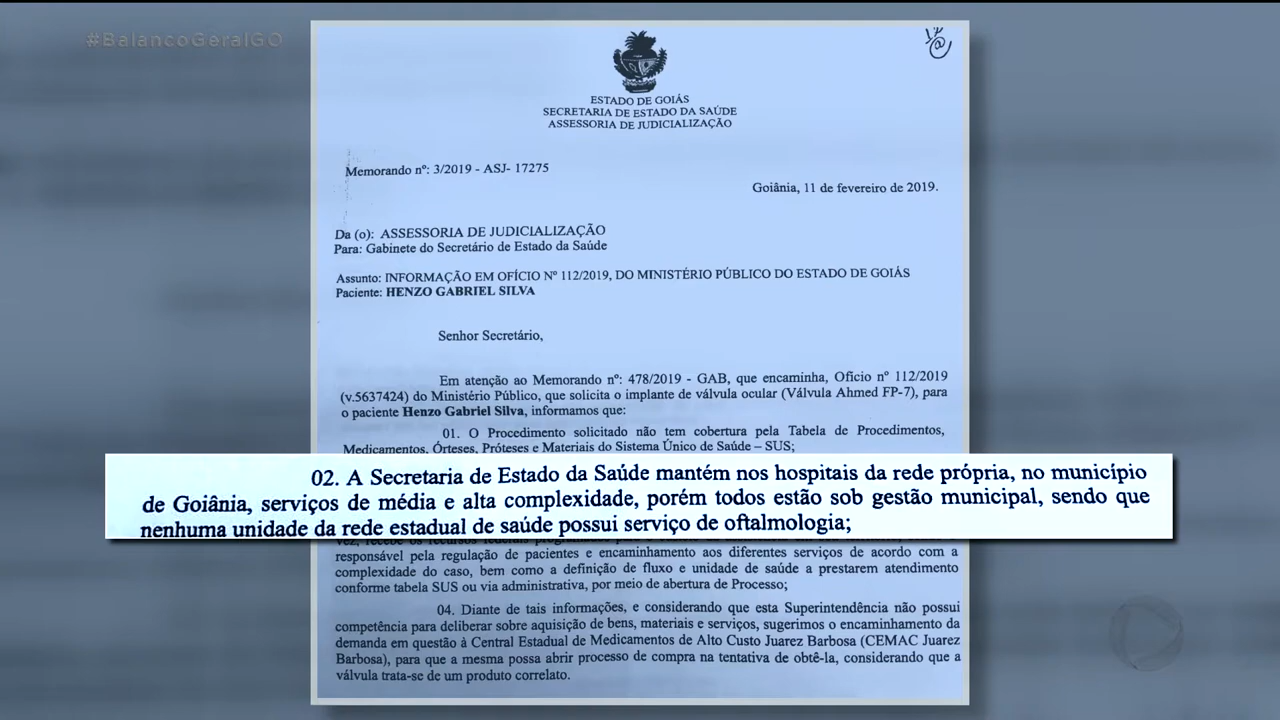 #BalancoGeralGO
ESTADO DE GOIÁS
SECRETARIA DE ESTADO DA SAÚDE
ASSESSORIA DE JUDICIALIZAÇÃO
Memorando nº: 3/2019 - ASJ- 17275
Goiânia, 11 de fevereiro de 2019.
Da (o): ASSESSORIA DE JUDICIALIZAÇÃO
Para: Gabinete do Secretário de Estado da Saúde
Assunto: INFORMAÇÃO EM OFÍCIO Nº 112/2019, DO MINISTÉRIO PÚBLICO DO ESTADO DE GOIÁS
Paciente: HENZO GABRIEL SILVA
Senhor Secretário,
Em atenção ao Memorando nº: 478/2019 - GAB, que encaminha, Oficio nº 112/2019
(v.5637424) do Ministério Público, que solicita o implante de válvula ocular (Válvula Ahmed FP-7), para
o paciente Henzo Gabriel Silva, informamos que:
01. O Procedimento solicitado não tem cobertura pela Tabela de Procedimentos,
Medicamentos, Órteses, Próteses e Materiais do Sistema Único de Saúde – SUS;
02. A Secretaria de Estado da Saúde mantém nos hospitais da rede própria, no município
de Goiânia, serviços de média e alta complexidade, porém todos estão sob gestão municipal, sendo que
nenhuma unidade da rede estadual de saúde possui serviço de oftalmologia;
responsável pela regulação de pacientes e encaminhamento aos diferentes serviços de acordo com a
complexidade do caso, bem como a definição de fluxo e unidade de saúde a prestarem atendimento
conforme tabela SUS ou via administrativa, por meio de abertura de Processo;
04. Diante de tais informações, e considerando que esta Superintendência não possui
competência para deliberar sobre aquisição de bens, materiais e serviços, sugerimos o encaminhamento da
demanda em questão à Central Estadual de Medicamentos de Alto Custo Juarez Barbosa (CEMAC Juarez
Barbosa), para que a mesma possa abrir processo de compra na tentativa de obtê-la, considerando que a
válvula trata-se de um produto correlato.